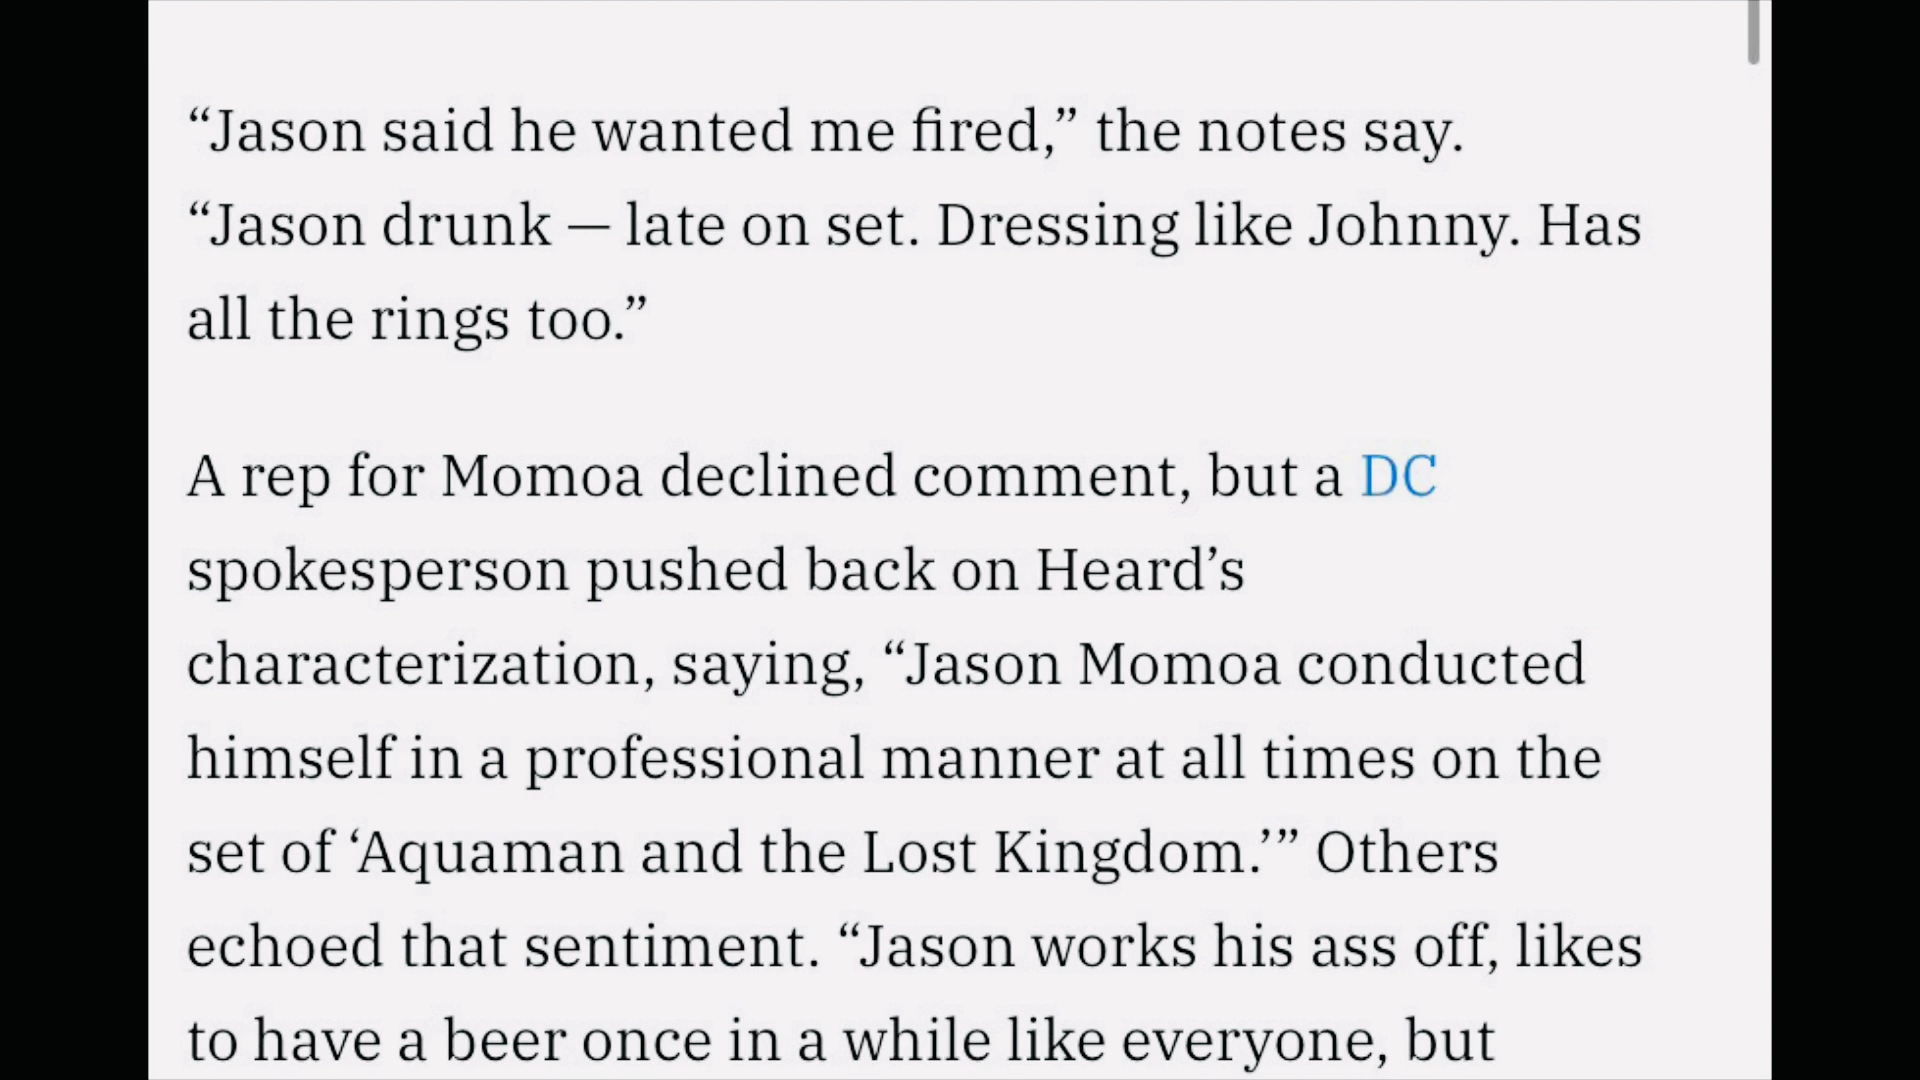 “Jason said he wanted me fired,” the notes say.
“Jason drunk — late on set. Dressing like Johnny. Has
all the rings too.”
A rep for Momoa declined comment, but a DC
spokesperson pushed back on Heard’s
characterization, saying, “Jason Momoa conducted
himself in a professional manner at all times on the
set of ‘Aquaman and the Lost Kingdom.’” Others
echoed that sentiment. “Jason works his ass off, likes
to have a beer once in a while like everyone, but